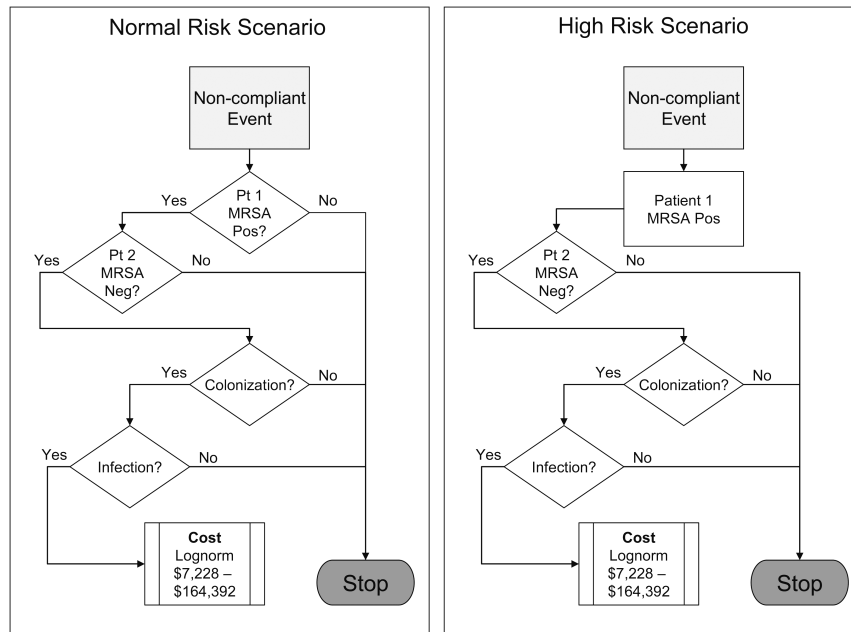 Normal Risk Scenario
Non-compliant
Event
Pt 1
MRSA
Pos?
Yes
No
Pt 2
MRSA
Neg?
Yes
No
Colonization?
Yes
No
Infection?
Yes
No
Cost
Lognorm
$7,228 –
$164,392
Stop
High Risk Scenario
Non-compliant
Event
Patient 1
MRSA Pos
Pt 2
MRSA
Neg?
Yes
No
Colonization?
Yes
No
Infection?
Yes
No
Cost
Lognorm
$7,228 –
$164,392
Stop